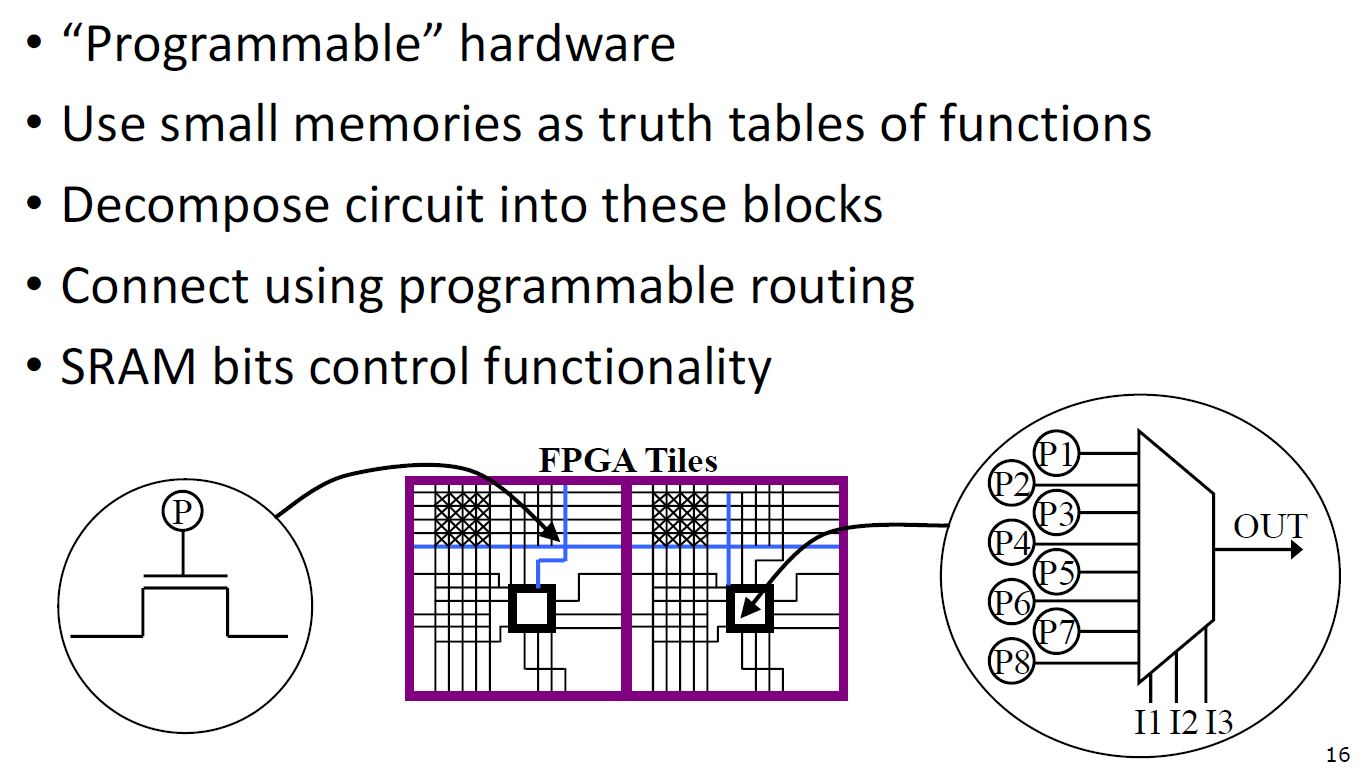 • “Programmable” hardware
• Use small memories as truth tables of functions
• Decompose circuit into these blocks
• Connect using programmable routing
• SRAM bits control functionality
FPGA Tiles
P
P1
P2
P3
P4
P5
P6
P7
P8
OUT
I1 I2 I3
16